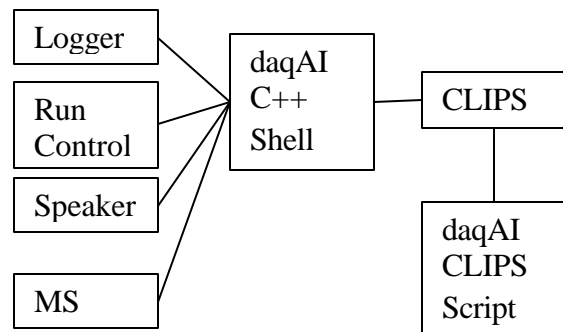 Logger
Run
Control
Speaker
MS
daqAI
C++
Shell
CLIPS
daqAI
CLIPS
Script